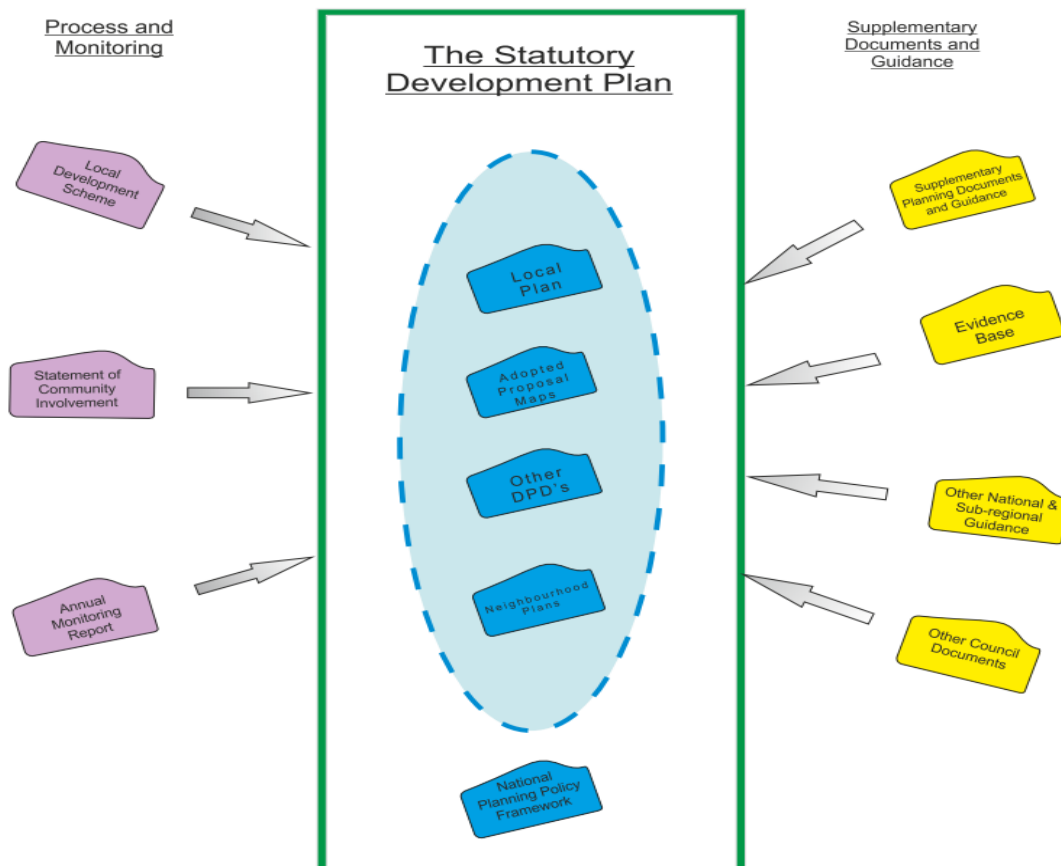 Process and
Monitoring
Local
Development
Scheme
Statement of
Community
Involvement
Annual
Monitoring
Report
The Statutory
Development Plan
Local
Plan
Adopted
Proposal
Maps
Other
DPD's
Neighbourhood
Plans
National
Planning Policy
Framework
Supplementary
Documents and
Guidance
Supplementary
Planning Documents
and Guidance
Evidence
Base
Other National &
Sub-regional
Guidance
Other Council
Documents